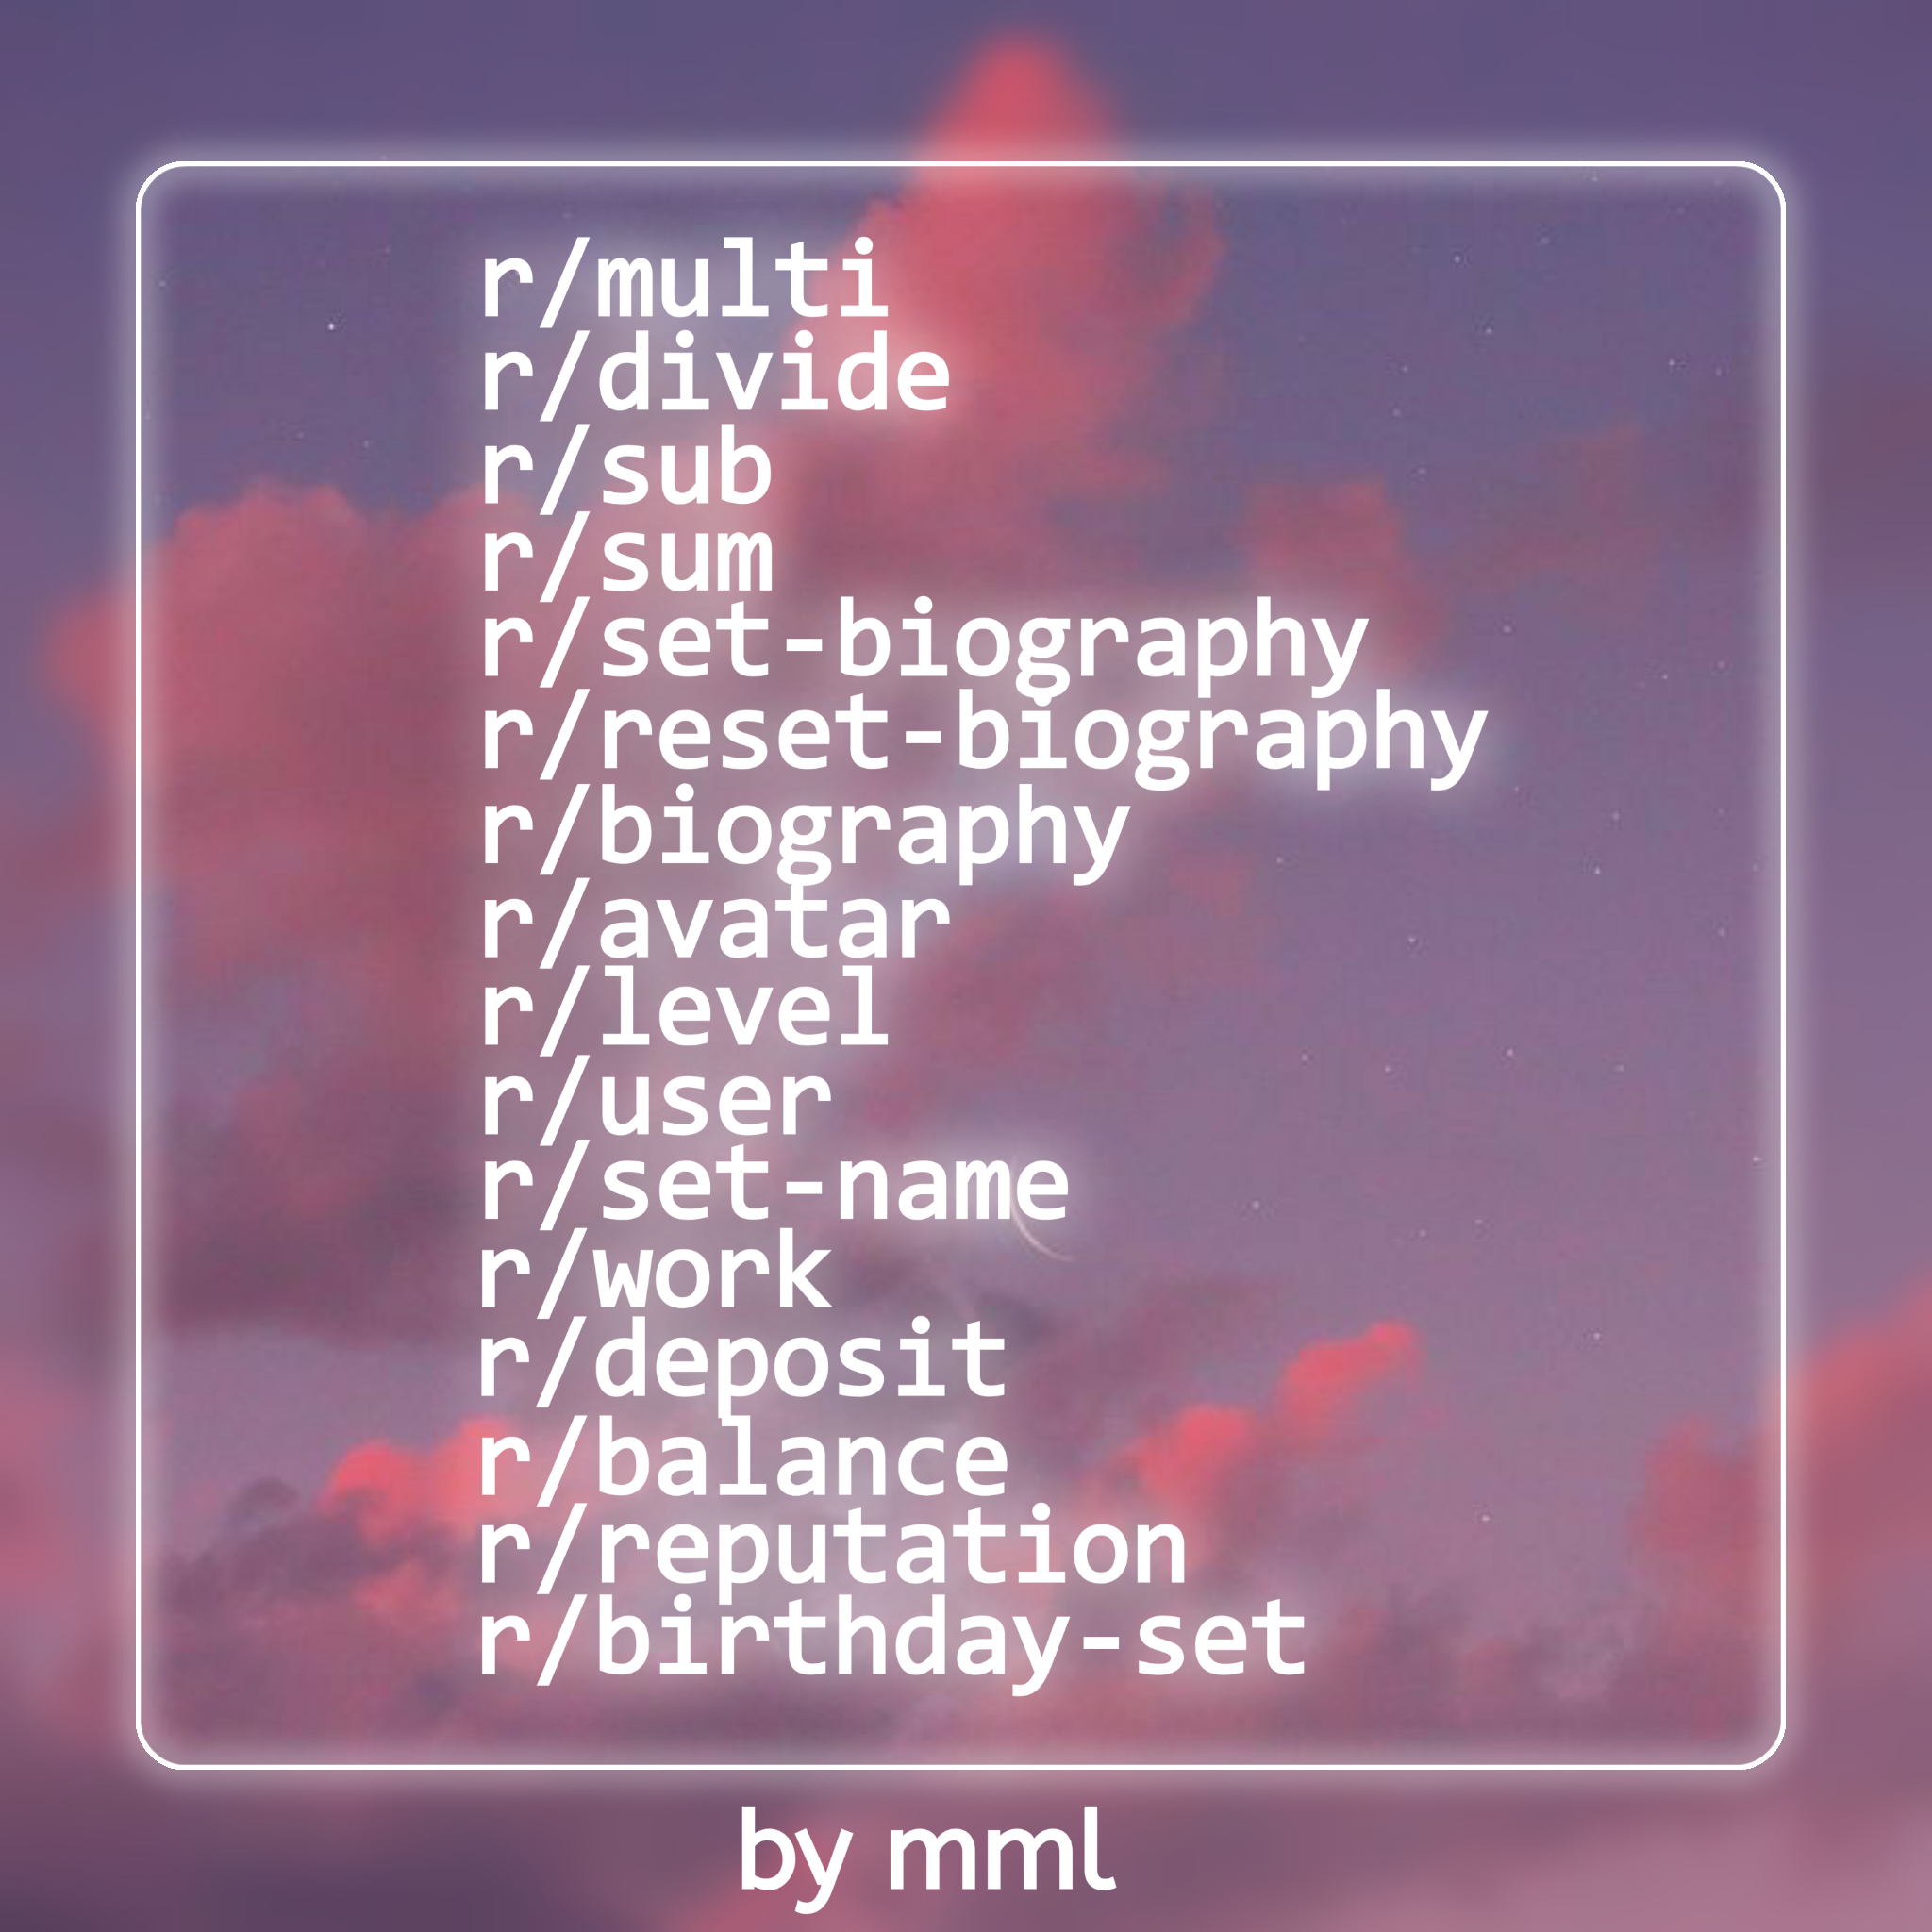 r/multi
r/divide
r/sub
r/sum
r/set-biography
r/reset-biography
r/biography
r/avatar
r/level
r/user
r/set-name
r/work
r/deposit
r/balance
r/reputation
r/birthday-set
by mml